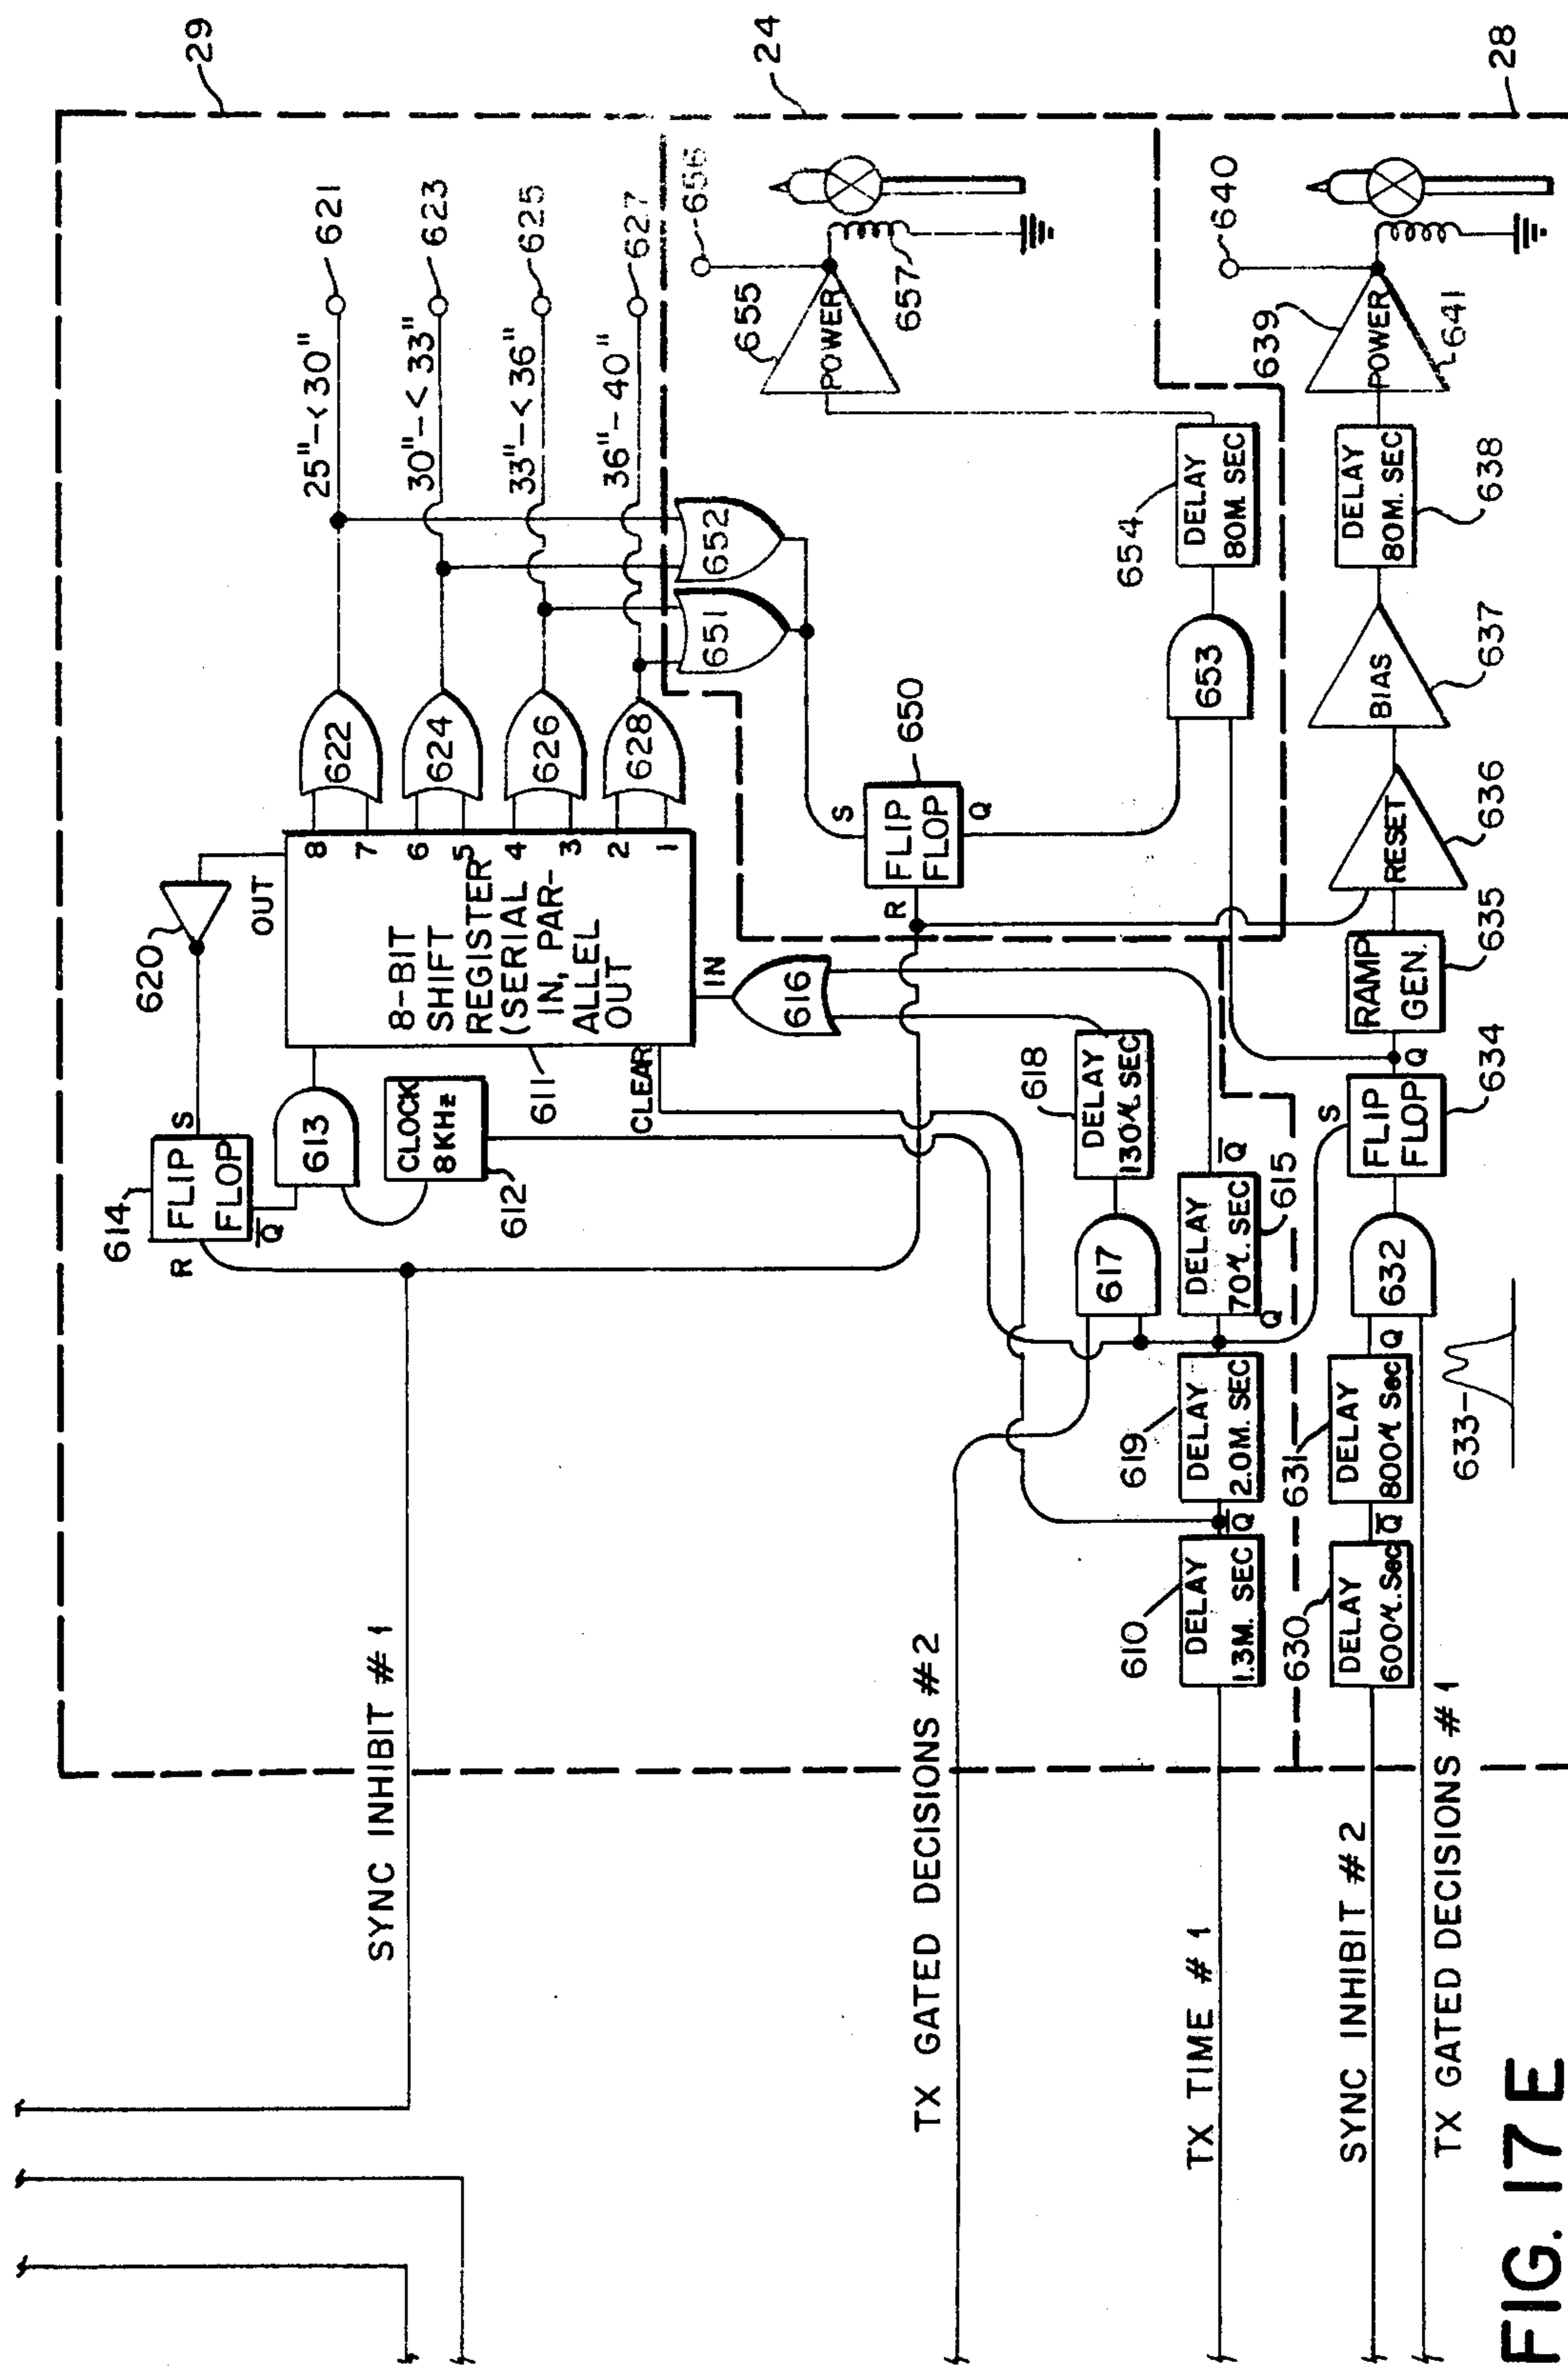 29
24
28
621
623
625
627
656
640
25"-<30"
30"-<33"
33"-<36"
36"-40"
655
POWER
657
639
POWER
641
622
624
626
628
652
651
654
DELAY
80M. SEC
DELAY
80M. SEC
638
653
BIAS
637
620
OUT
8
7
6
5
4
3
2
1
8-BIT
SHIFT
REGISTER
(SERIAL
IN, PAR-
ALLEL
OUT
IN
CLEAR
611
S
FLIP
FLOP
650
R
Q
RESET
636
614
FLIP
FLOP
S
R
Q
613
CLOCK
8KHz
612
616
RAMP
GEN.
635
618
DELAY
130 SEC
617
DELAY
70 SEC
615
Q
Q
S
FLIP
FLOP
634
Q
632
633
619
DELAY
2.0M. SEC
610
DELAY
1.3M. SEC
Q
631
DELAY
800 Sec
Q
630
DELAY
600 Sec
Q
SYNC INHIBIT #1
TX GATED DECISIONS #2
TX TIME #1
SYNC INHIBIT #2
TX GATED DECISIONS #1
FIG. 17E